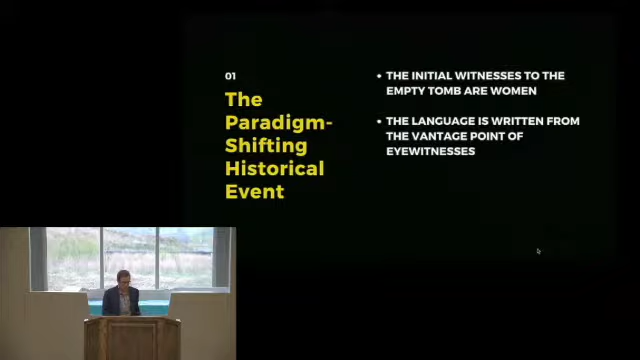 01
The
Paradigm-
Shifting
Historical
Event
• THE INITIAL WITNESSES TO THE
EMPTY TOMB ARE WOMEN
• THE LANGUAGE IS WRITTEN FROM
THE VANTAGE POINT OF
EYEWITNESSES